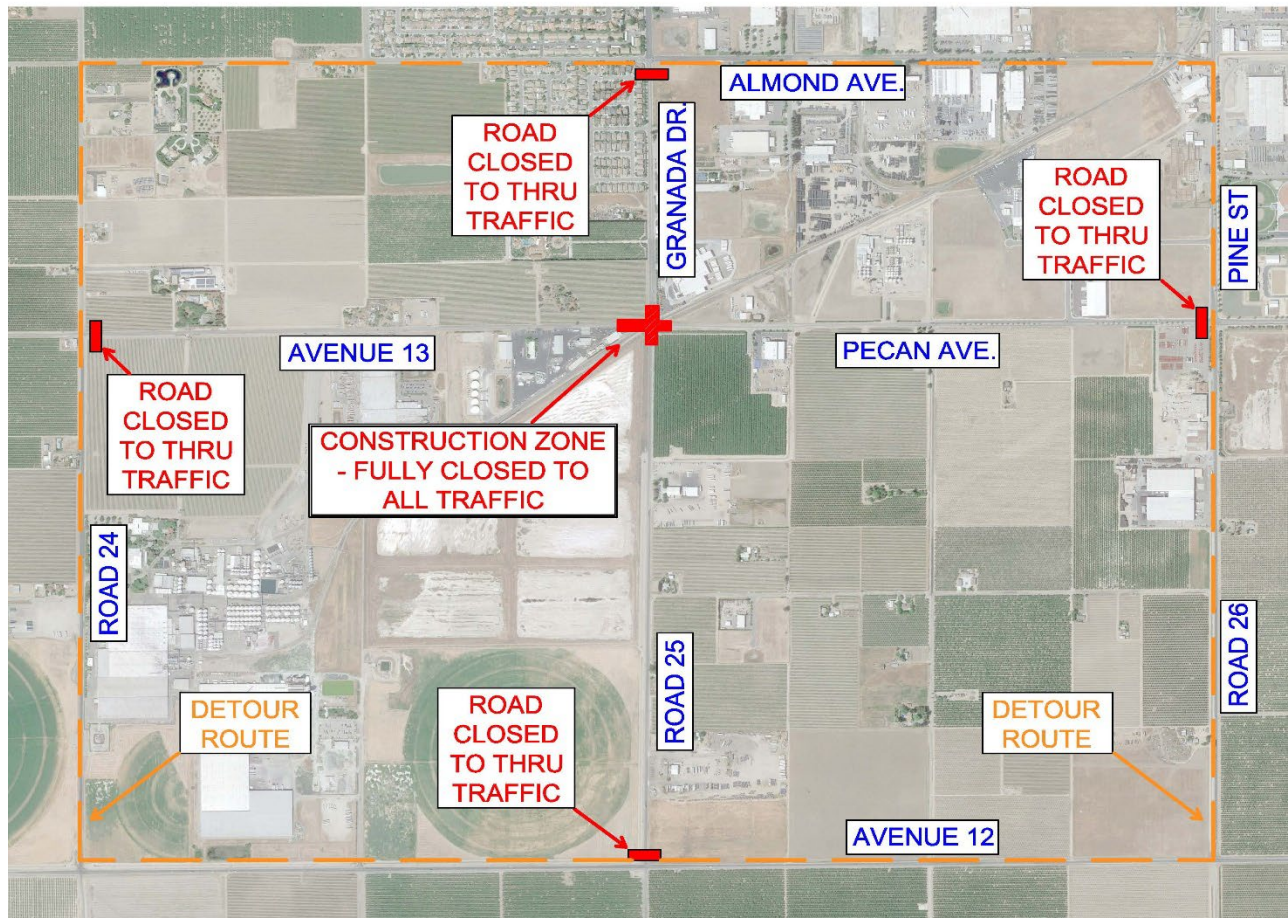 ALMOND AVE.
ROAD
CLOSED
TO THRU
TRAFFIC
GRANADA DR.
ROAD
CLOSED
TO THRU
TRAFFIC
PINE ST
AVENUE 13
PECAN AVE.
ROAD
CLOSED
TO THRU
TRAFFIC
CONSTRUCTION ZONE
- FULLY CLOSED TO
ALL TRAFFIC
ROAD 24
ROAD 25
ROAD 26
DETOUR
ROUTE
ROAD
CLOSED
TO THRU
TRAFFIC
DETOUR
ROUTE
AVENUE 12